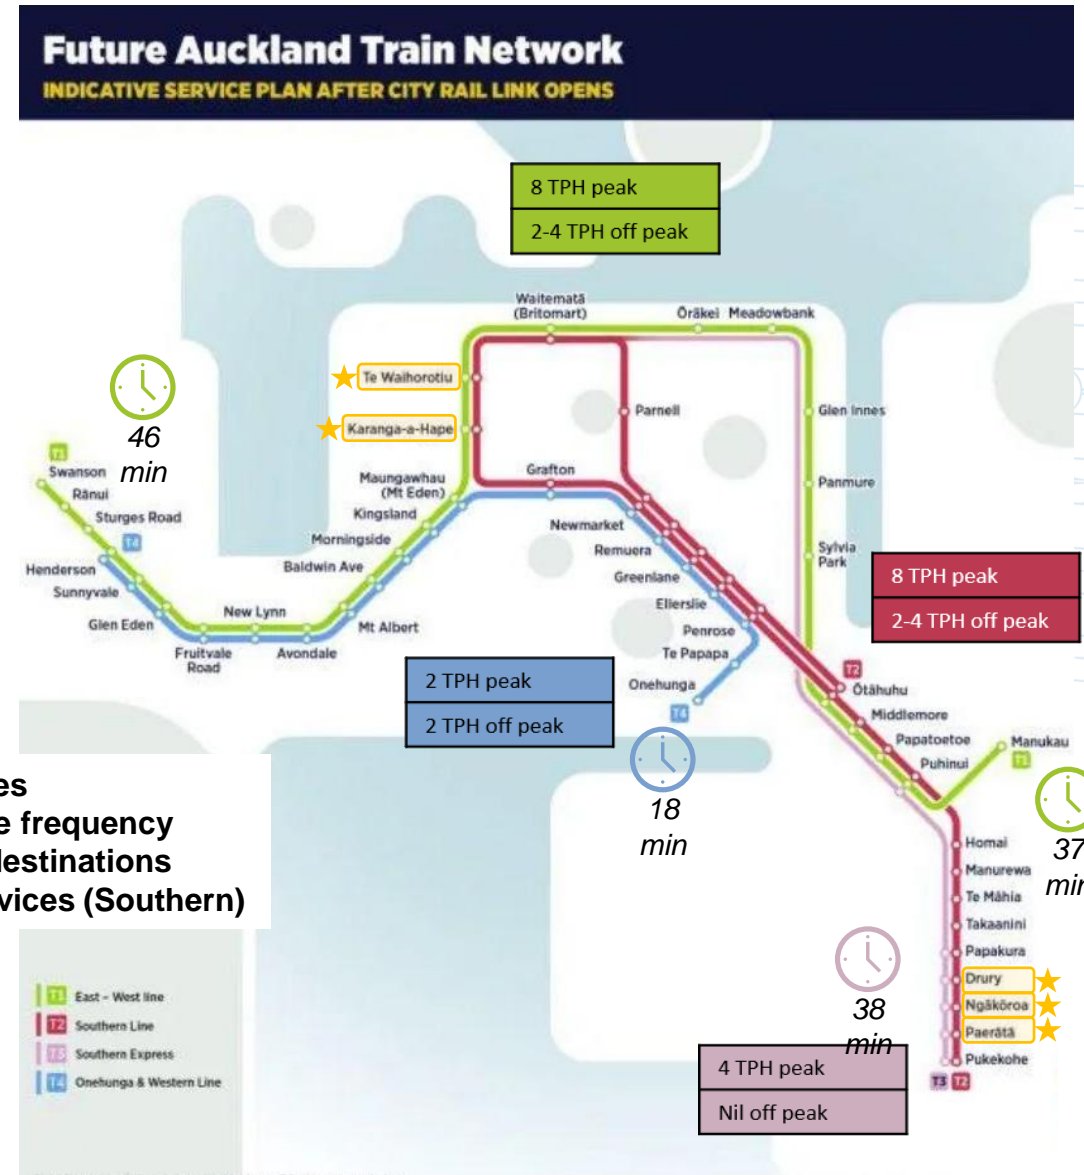 Future Auckland Train Network
INDICATIVE SERVICE PLAN AFTER CITY RAIL LINK OPENS
8 TPH peak
2-4 TPH off peak
Waitematā
(Britomart)
Ōrākei
Meadowbank
Te Waihorotiu
Parnell
Glen Innes
Karanga-a-Hape
46
min
T1
Swanson
Rānui
Sturges Road
T4
Henderson
Sunnyvale
Glen Eden
Fruitvale
Road
New Lynn
Avondale
Mt Albert
Baldwin Ave
Morningside
Kingsland
Maungawhau
(Mt Eden)
Grafton
Newmarket
Remuera
Greenlane
Ellerslie
Penrose
Te Papapa
Onehunga
T4
Panmure
Sylvia
Park
8 TPH peak
2-4 TPH off peak
2 TPH peak
2 TPH off peak
18
min
T2
Ōtāhuhu
Middlemore
Papatoetoe
Puhinui
Manukau
T1
37
min
es
e frequency
destinations
vices (Southern)
Homai
Manurewa
Te Māhia
Takaanini
Papakura
Drury
Ngākōroa
Paerātā
Pukekohe
T3 T2
38
min
4 TPH peak
Nil off peak
T1 East - West line
T2 Southern Line
T3 Southern Express
T4 Onehunga & Western Line